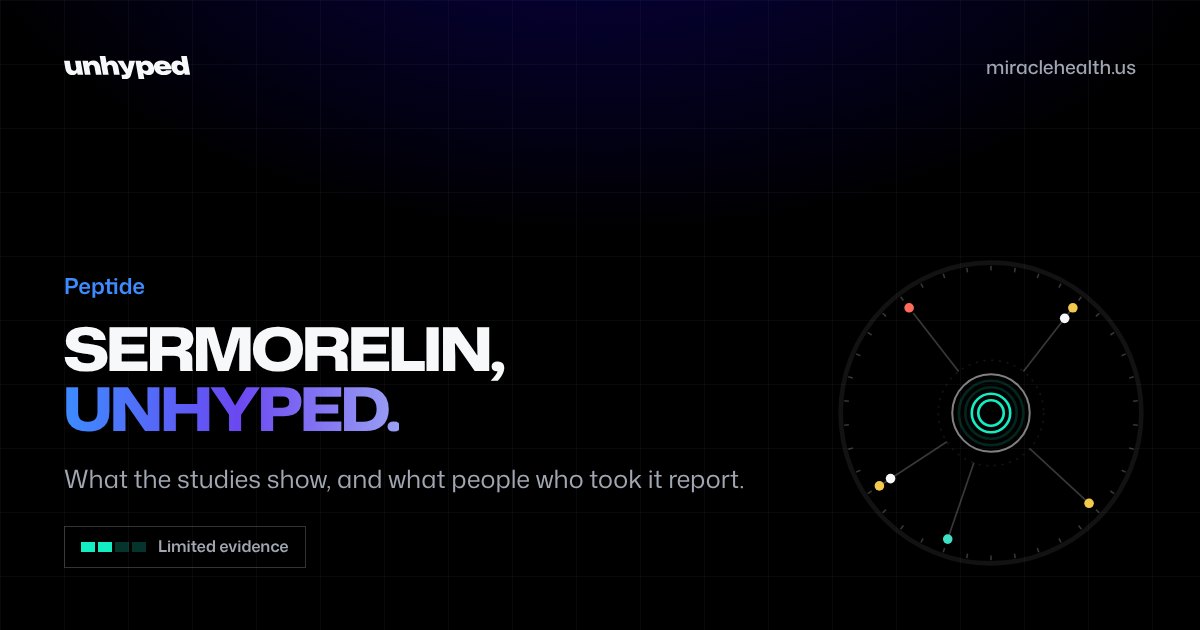 unhyped
miraclehealth.us
Peptide
SERMORELIN,
UNHYPED.
What the studies show, and what people who took it report.
Limited evidence